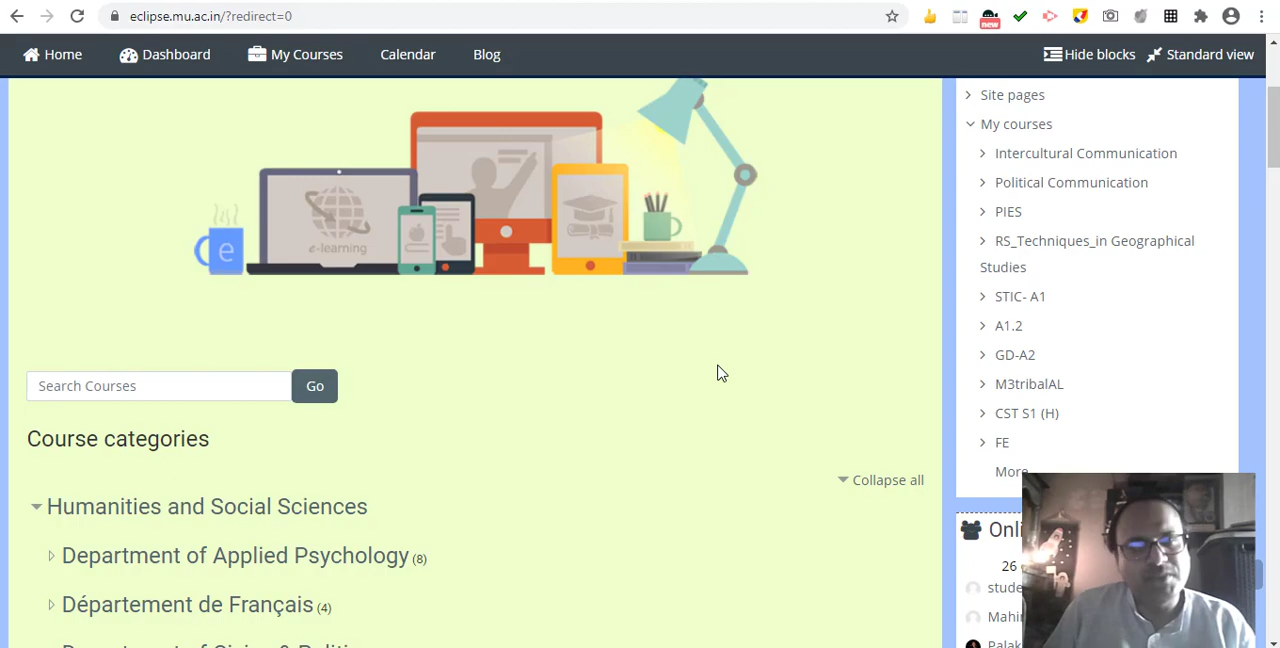 eclipse.mu.ac.in/?redirect=0
new
Home
Dashboard
My Courses
Calendar
Blog
Hide blocks
Standard view
e
e-learning
Search Courses
Go
Course categories
Collapse all
Humanities and Social Sciences
Department of Applied Psychology (8)
Département de Français (4)
Site pages
My courses
Intercultural Communication
Political Communication
PIES
RS_Techniques_in Geographical
Studies
STIC- A1
A1.2
GD-A2
M3tribalAL
CST S1 (H)
FE
More
26